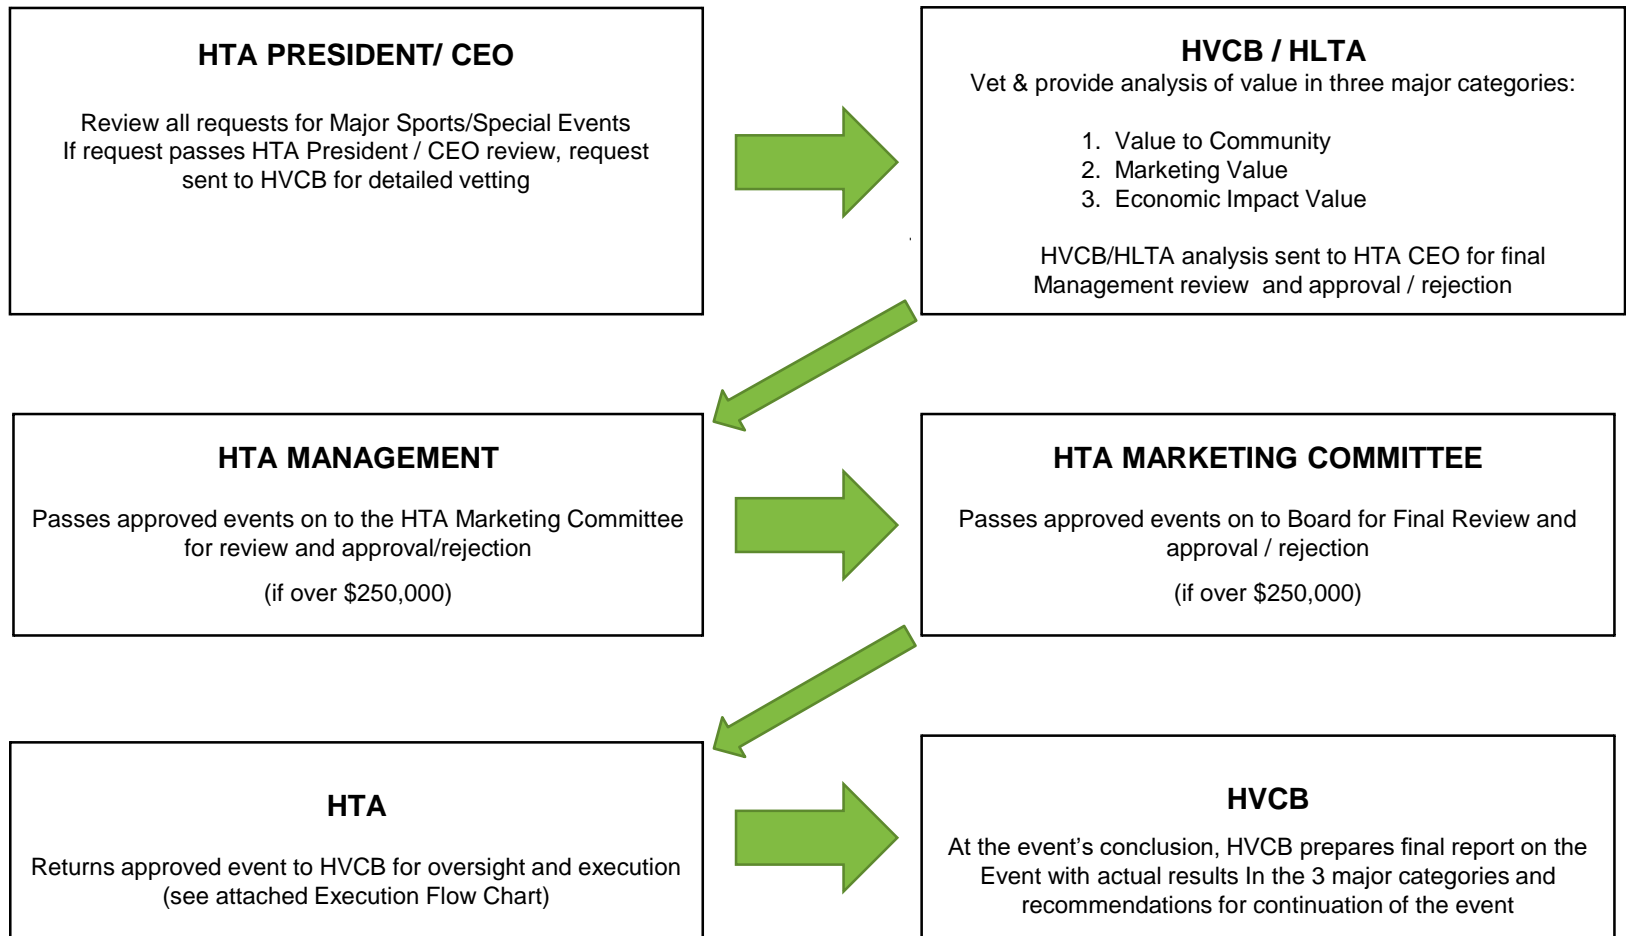 HTA PRESIDENT/ CEO
Review all requests for Major Sports/Special Events
If request passes HTA President / CEO review, request
sent to HVCB for detailed vetting
HVCB / HLTA
Vet & provide analysis of value in three major categories:
1. Value to Community
2. Marketing Value
3. Economic Impact Value
HVCB/HLTA analysis sent to HTA CEO for final
Management review and approval / rejection
HTA MANAGEMENT
Passes approved events on to the HTA Marketing Committee
for review and approval/rejection
(if over $250,000)
HTA MARKETING COMMITTEE
Passes approved events on to Board for Final Review and
approval / rejection
(if over $250,000)
HTA
Returns approved event to HVCB for oversight and execution
(see attached Execution Flow Chart)
HVCB
At the event’s conclusion, HVCB prepares final report on the
Event with actual results In the 3 major categories and
recommendations for continuation of the event